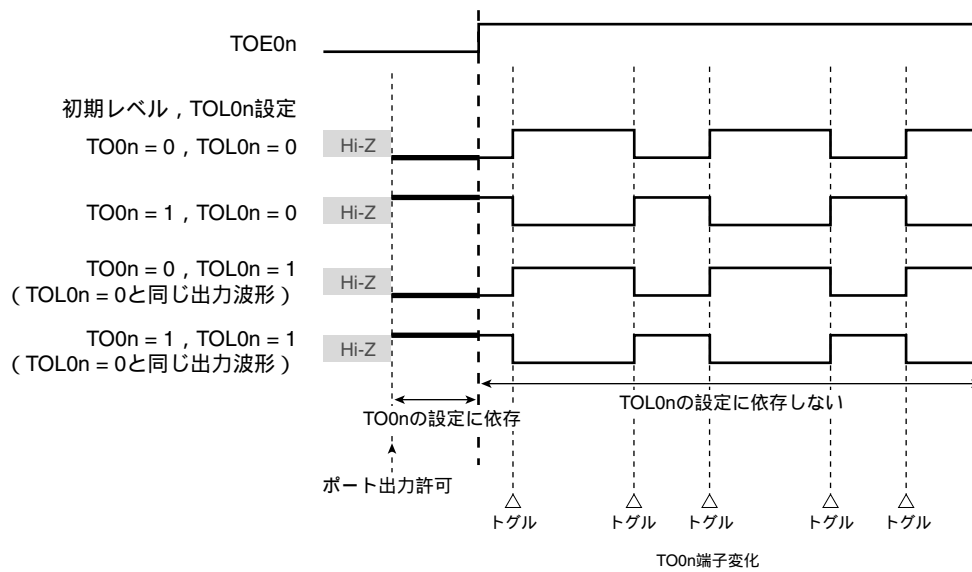 TOE0n
初期レベル , TOL0n設定
TO0n = 0 , TOL0n = 0
Hi-Z
TO0n = 1 , TOL0n = 0
Hi-Z
TO0n = 0 , TOL0n = 1
( TOL0n = 0と同じ出力波形 )
Hi-Z
TO0n = 1 , TOL0n = 1
( TOL0n = 0と同じ出力波形 )
Hi-Z
TO0nの設定に依存
TOL0nの設定に依存しない
ポート出力許可
トグル
トグル
トグル
トグル
トグル
TO0n端子変化